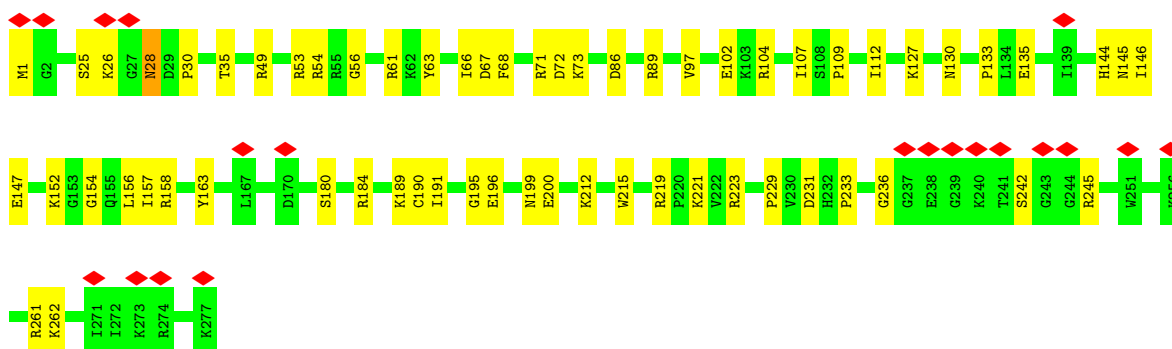 M1 G2 S25 K26 G27 N28 D29 P30 T35 R49 R53 R54 R55 G56 R61 K62 Y63 I66 D67 F68 R71 D72 K73 D86 R89 V97 E102 K103 R104 I107 S108 P109 I112 K127 N130 P133 L134 E135 I139 H144 N145 I146
E147 K152 G153 G154 Q155 L156 I157 R158 Y163 L167 D170 S180 R184 K189 C190 I191 G195 E196 N199 E200 K212 W215 R219 P220 K221 V222 R223 P229 V230 D231 H232 P233 G236 G237 E238 G239 K240 T241 S242 G243 G244 R245 W251
R261 K262 I271 I272 K273 R274 K277